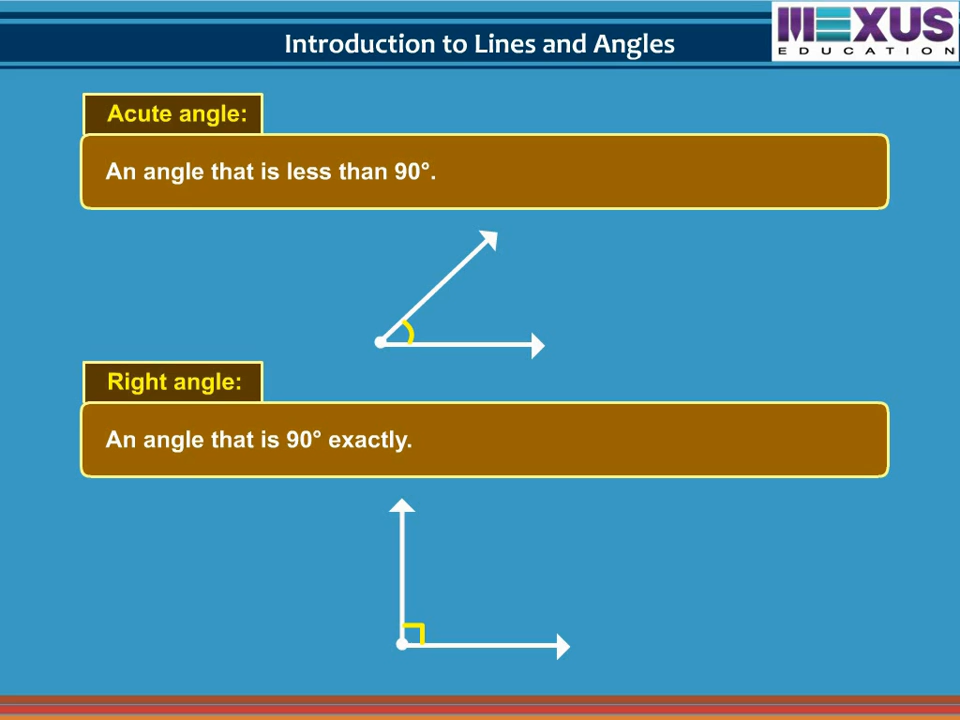 Introduction to Lines and Angles
MEXUS
EDUCATION
Acute angle:
An angle that is less than 90°.
Right angle:
An angle that is 90° exactly.